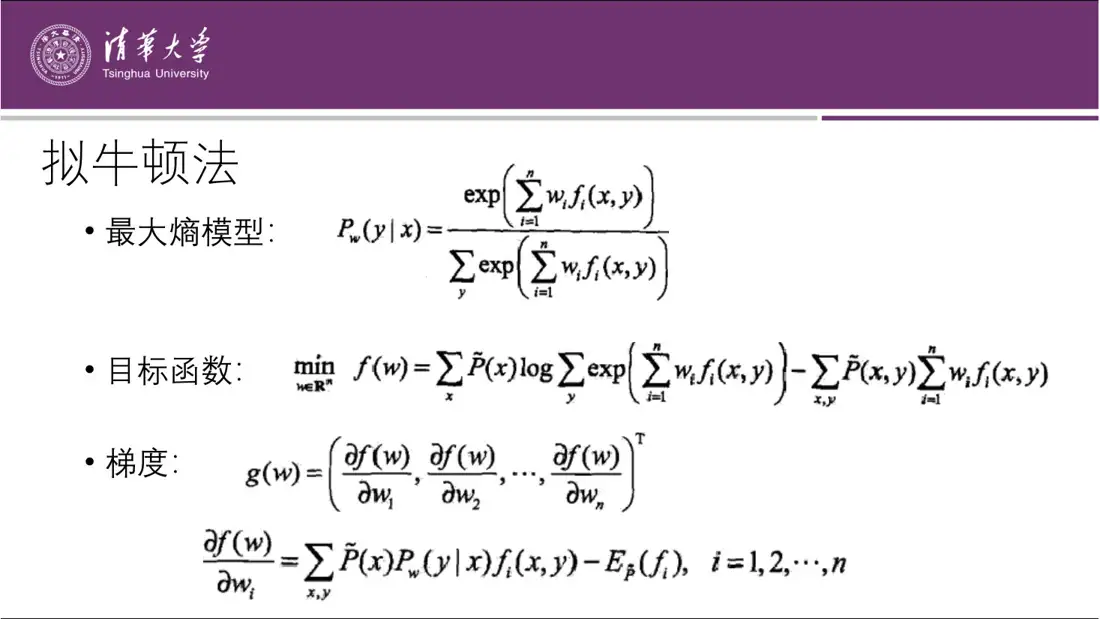 清华大学
Tsinghua University
拟牛顿法
• 最大熵模型： P_w(y|x) = exp(∑_{i=1}^{n} w_i f_i(x,y)) / ∑_y exp(∑_{i=1}^{n} w_i f_i(x,y))
• 目标函数： min_{w∈R^n} f(w) = ∑_x P̃(x) log ∑_y exp(∑_{i=1}^{n} w_i f_i(x,y)) − ∑_{x,y} P̃(x,y) ∑_{i=1}^{n} w_i f_i(x,y)
• 梯度： g(w) = (∂f(w)/∂w_1, ∂f(w)/∂w_2, ⋯, ∂f(w)/∂w_n)^T
∂f(w)/∂w_i = ∑_{x,y} P̃(x) P_w(y|x) f_i(x,y) − E_P̃(f_i), i = 1,2,⋯,n